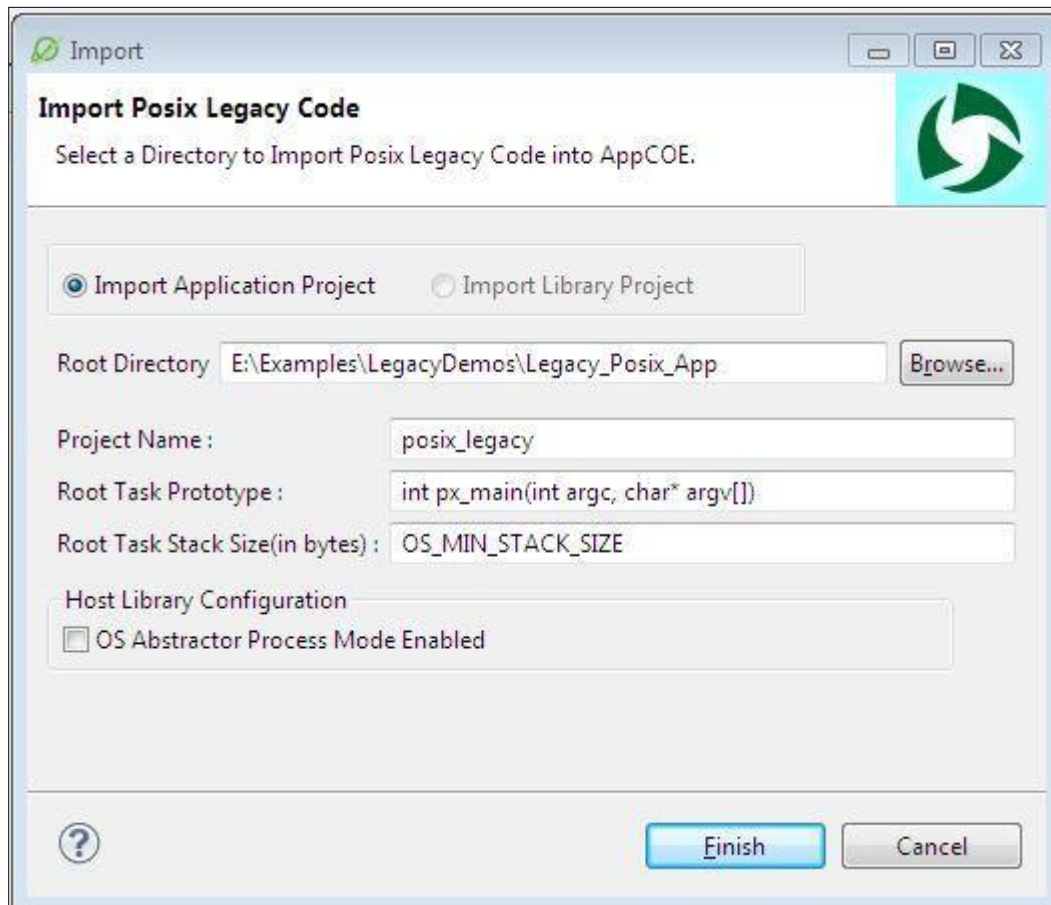 Import
Import Posix Legacy Code
Select a Directory to Import Posix Legacy Code into AppCOE.
Import Application Project Import Library Project
Root Directory E:\Examples\LegacyDemos\Legacy_Posix_App Browse...
Project Name : posix_legacy
Root Task Prototype : int px_main(int argc, char* argv[])
Root Task Stack Size(in bytes) : OS_MIN_STACK_SIZE
Host Library Configuration
OS Abstractor Process Mode Enabled
? Finish Cancel